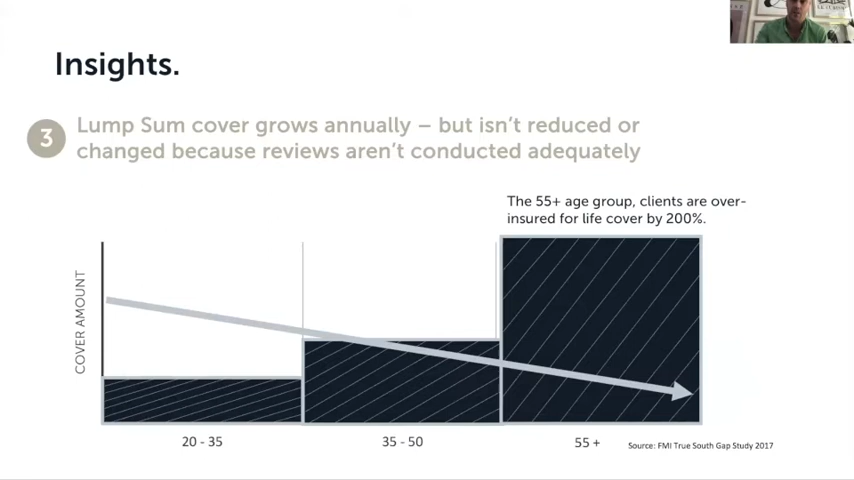 Insights.
3
Lump Sum cover grows annually – but isn't reduced or
changed because reviews aren't conducted adequately
The 55+ age group, clients are over-
insured for life cover by 200%.
COVER AMOUNT
20 - 35
35 - 50
55 +
Source: FMI True South Gap Study 2017